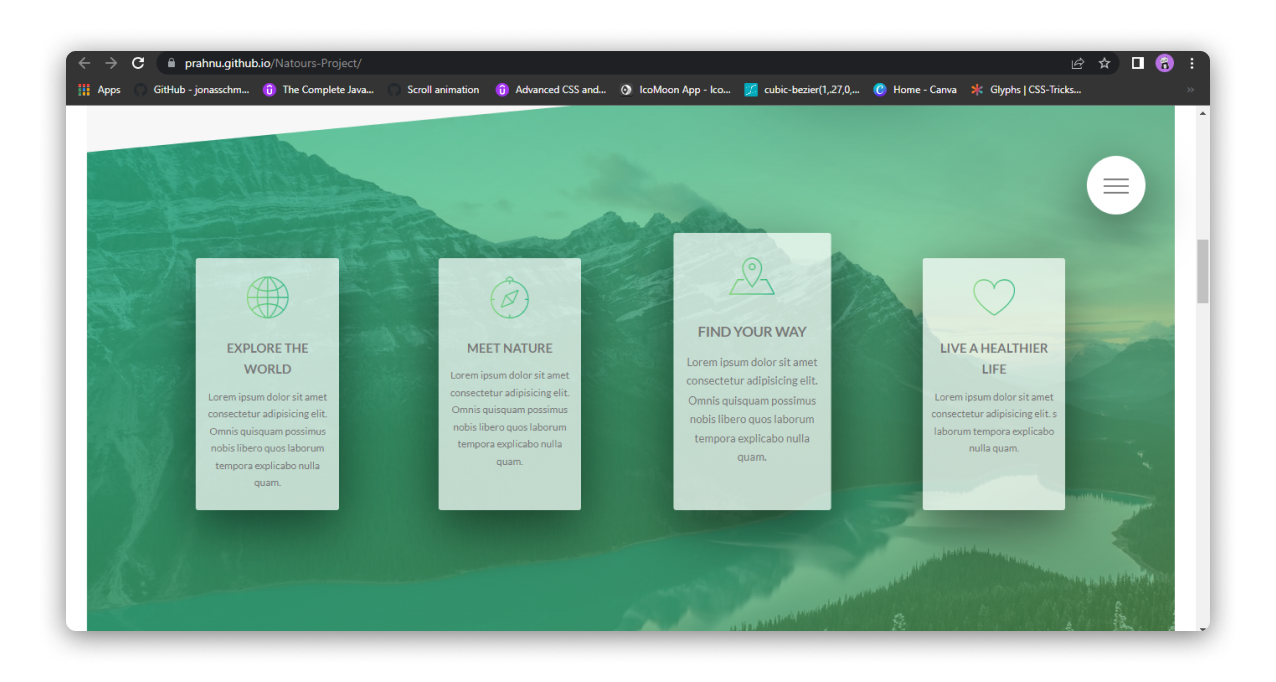 prahnu.github.io/Natours-Project/
Apps GitHub - jonasschm... The Complete Java... Scroll animation Advanced CSS and... IcoMoon App - Ico... cubic-bezier(1,.27,0,... Home - Canva Glyphs | CSS-Tricks... »
EXPLORE THE
WORLD
Lorem ipsum dolor sit amet
consectetur adipisicing elit.
Omnis quisquam possimus
nobis libero quos laborum
tempora explicabo nulla
quam.
MEET NATURE
Lorem ipsum dolor sit amet
consectetur adipisicing elit.
Omnis quisquam possimus
nobis libero quos laborum
tempora explicabo nulla
quam.
FIND YOUR WAY
Lorem ipsum dolor sit amet
consectetur adipisicing elit.
Omnis quisquam possimus
nobis libero quos laborum
tempora explicabo nulla
quam.
LIVE A HEALTHIER
LIFE
Lorem ipsum dolor sit amet
consectetur adipisicing elit. s
laborum tempora explicabo
nulla quam.